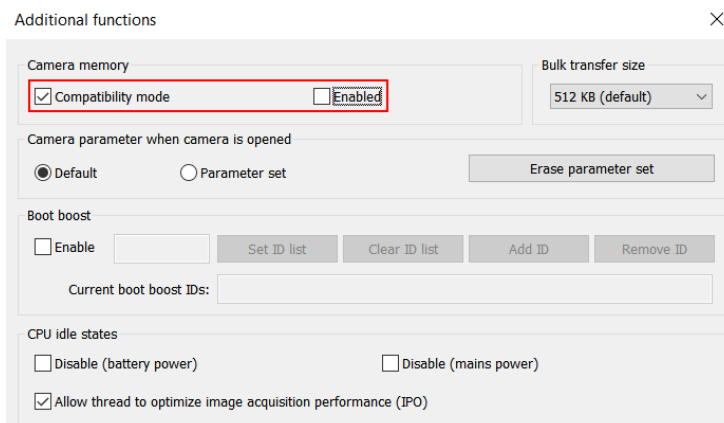 Additional functions
Camera memory
Compatibility mode Enabled
Bulk transfer size
512 KB (default)
Camera parameter when camera is opened
Default Parameter set Erase parameter set
Boot boost
Enable Set ID list Clear ID list Add ID Remove ID
Current boot boost IDs:
CPU idle states
Disable (battery power) Disable (mains power)
Allow thread to optimize image acquisition performance (IPO)